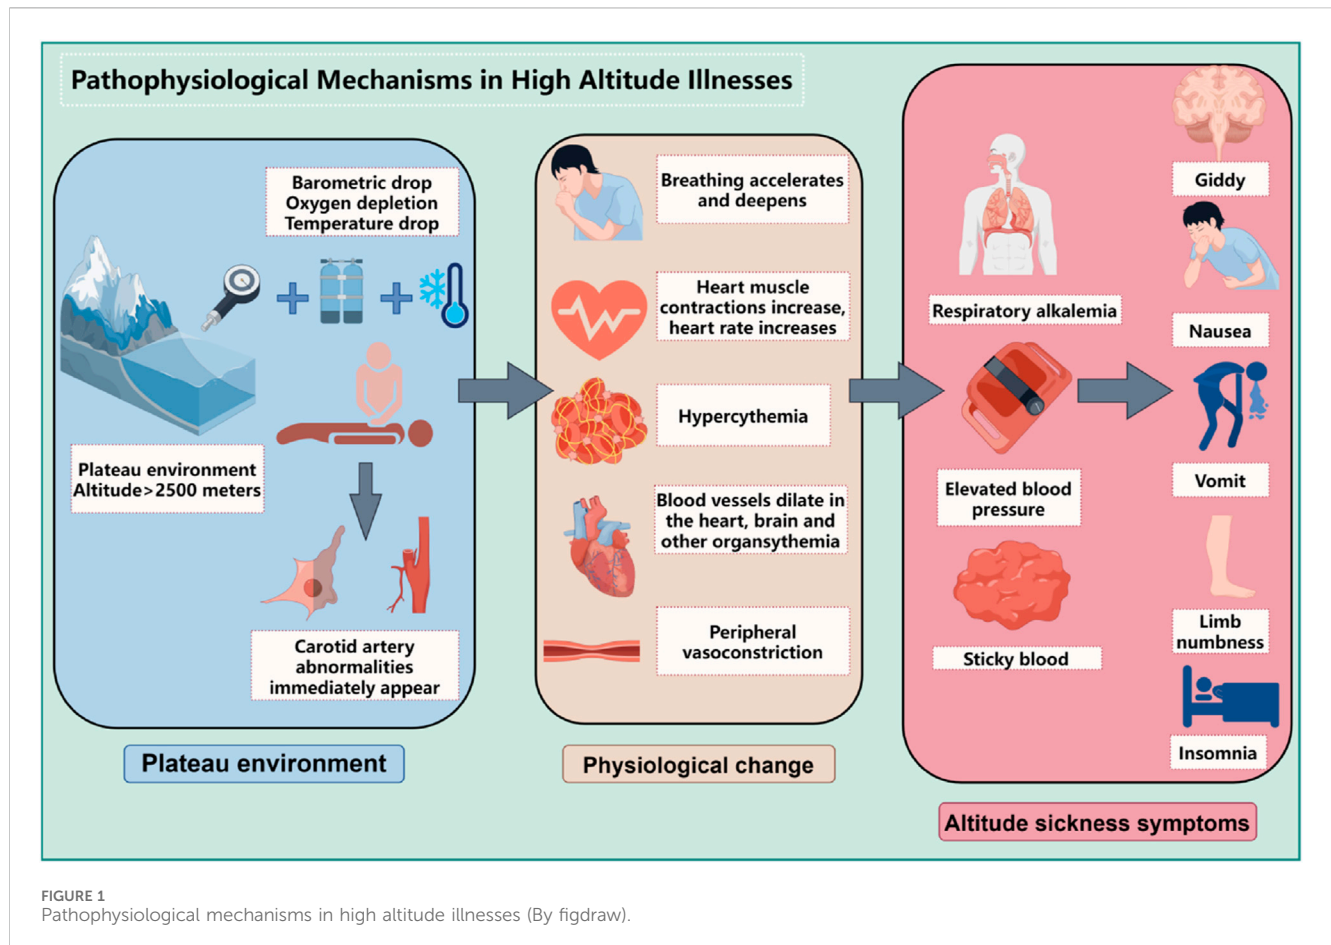 Pathophysiological Mechanisms in High Altitude Illnesses
Barometric drop
Oxygen depletion
Temperature drop
Plateau environment
Altitude>2500 meters
Carotid artery
abnormalities
immediately appear
Plateau environment
Breathing accelerates
and deepens
Heart muscle
contractions increase,
heart rate increases
Hypercythemia
Blood vessels dilate in
the heart, brain and
other organsythemia
Peripheral
vasoconstriction
Physiological change
Respiratory alkalemia
Elevated blood
pressure
Sticky blood
Giddy
Nausea
Vomit
Limb
numbness
Insomnia
Altitude sickness symptoms
FIGURE 1
Pathophysiological mechanisms in high altitude illnesses (By figdraw).